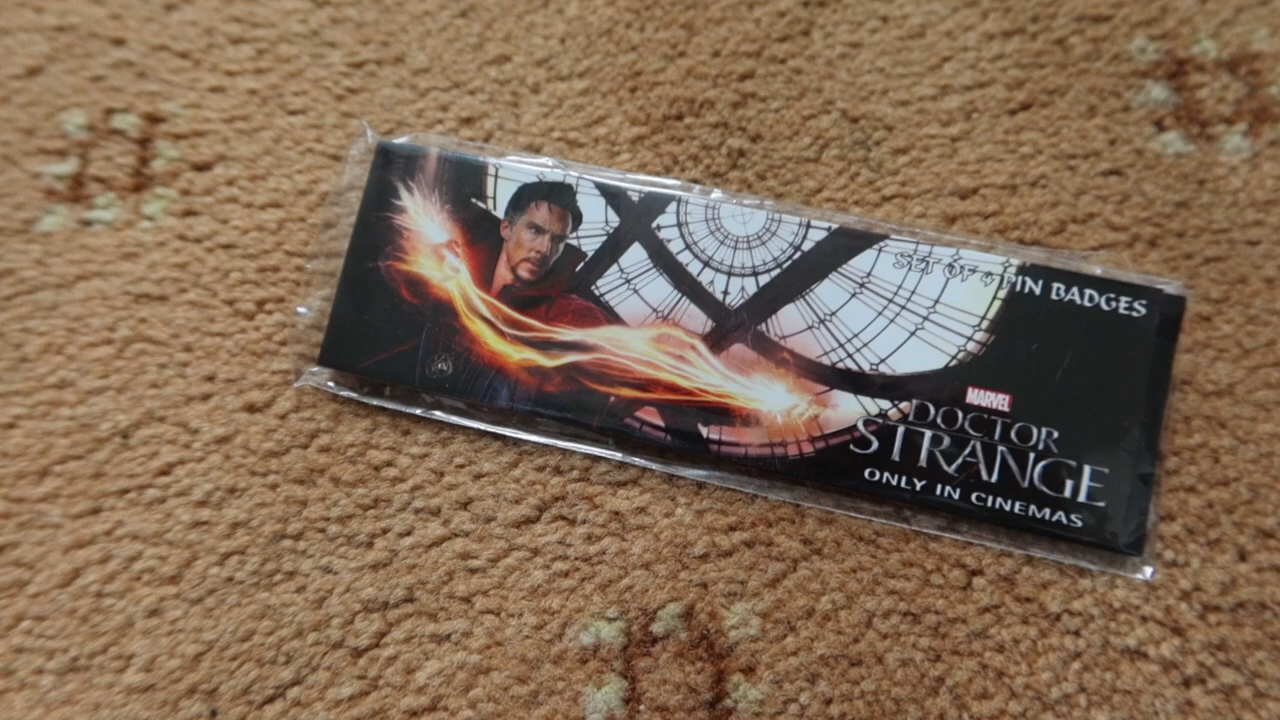 SET OF 4 PIN BADGES
MARVEL
DOCTOR
STRANGE
ONLY IN CINEMAS